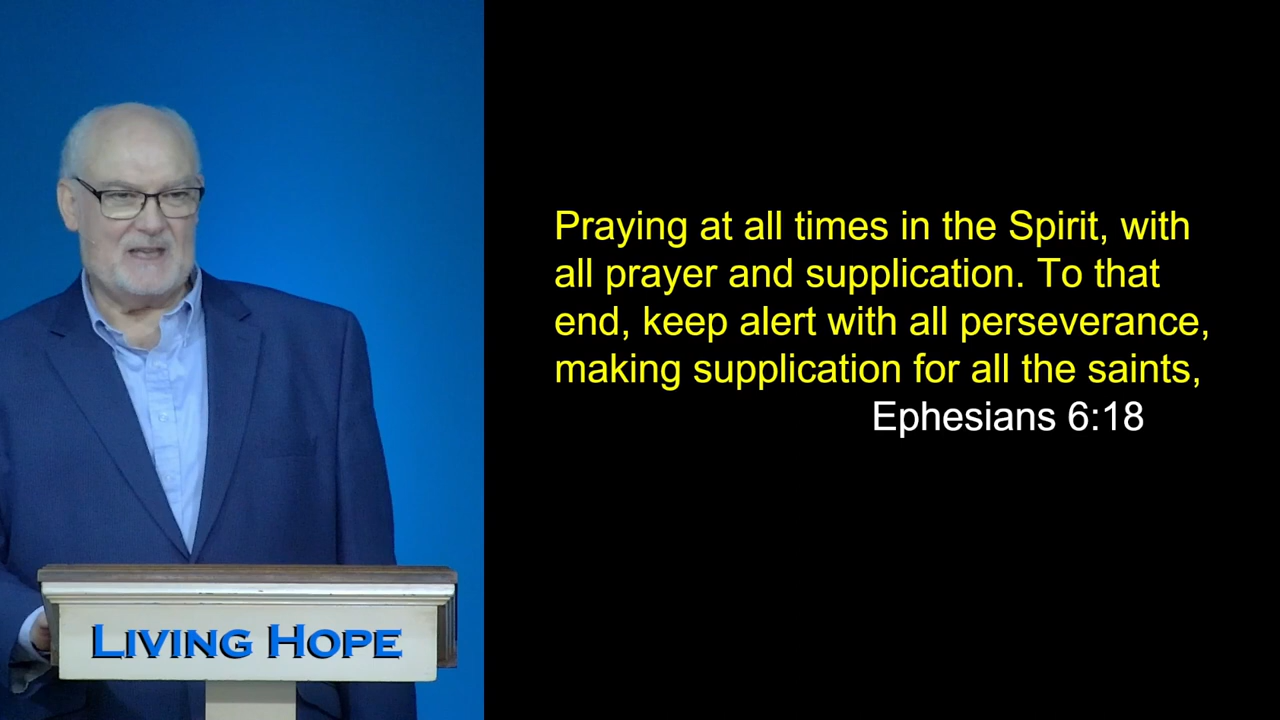 Praying at all times in the Spirit, with
all prayer and supplication. To that
end, keep alert with all perseverance,
making supplication for all the saints,
Ephesians 6:18
LIVING HOPE